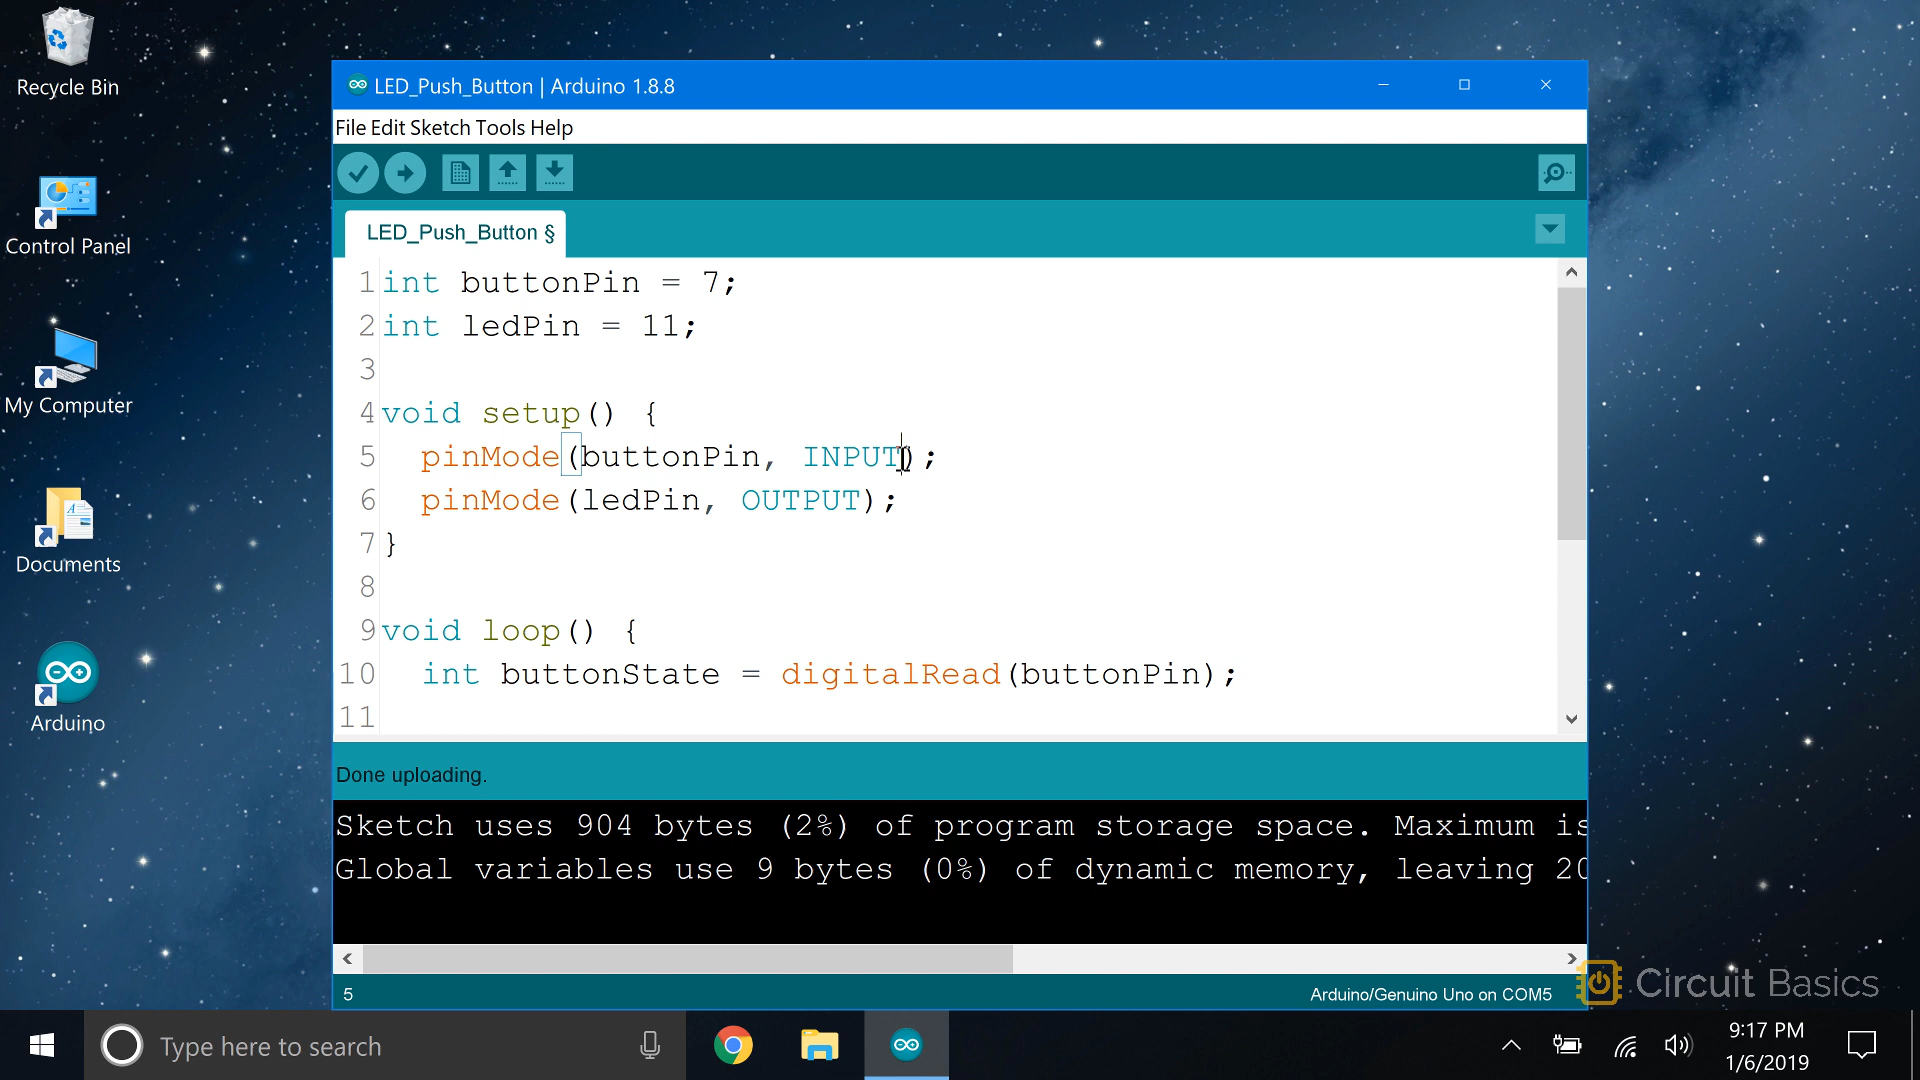 Recycle Bin
Control Panel
My Computer
Documents
Arduino
LED_Push_Button | Arduino 1.8.8
File Edit Sketch Tools Help
LED_Push_Button §
1 int buttonPin = 7;
2 int ledPin = 11;
3
4 void setup() {
5   pinMode(buttonPin, INPUT);
6   pinMode(ledPin, OUTPUT);
7 }
8
9 void loop() {
10   int buttonState = digitalRead(buttonPin);
11
Done uploading.
Sketch uses 904 bytes (2%) of program storage space. Maximum is
Global variables use 9 bytes (0%) of dynamic memory, leaving 20
5
Arduino/Genuino Uno on COM5
Circuit Basics
Type here to search
9:17 PM
1/6/2019